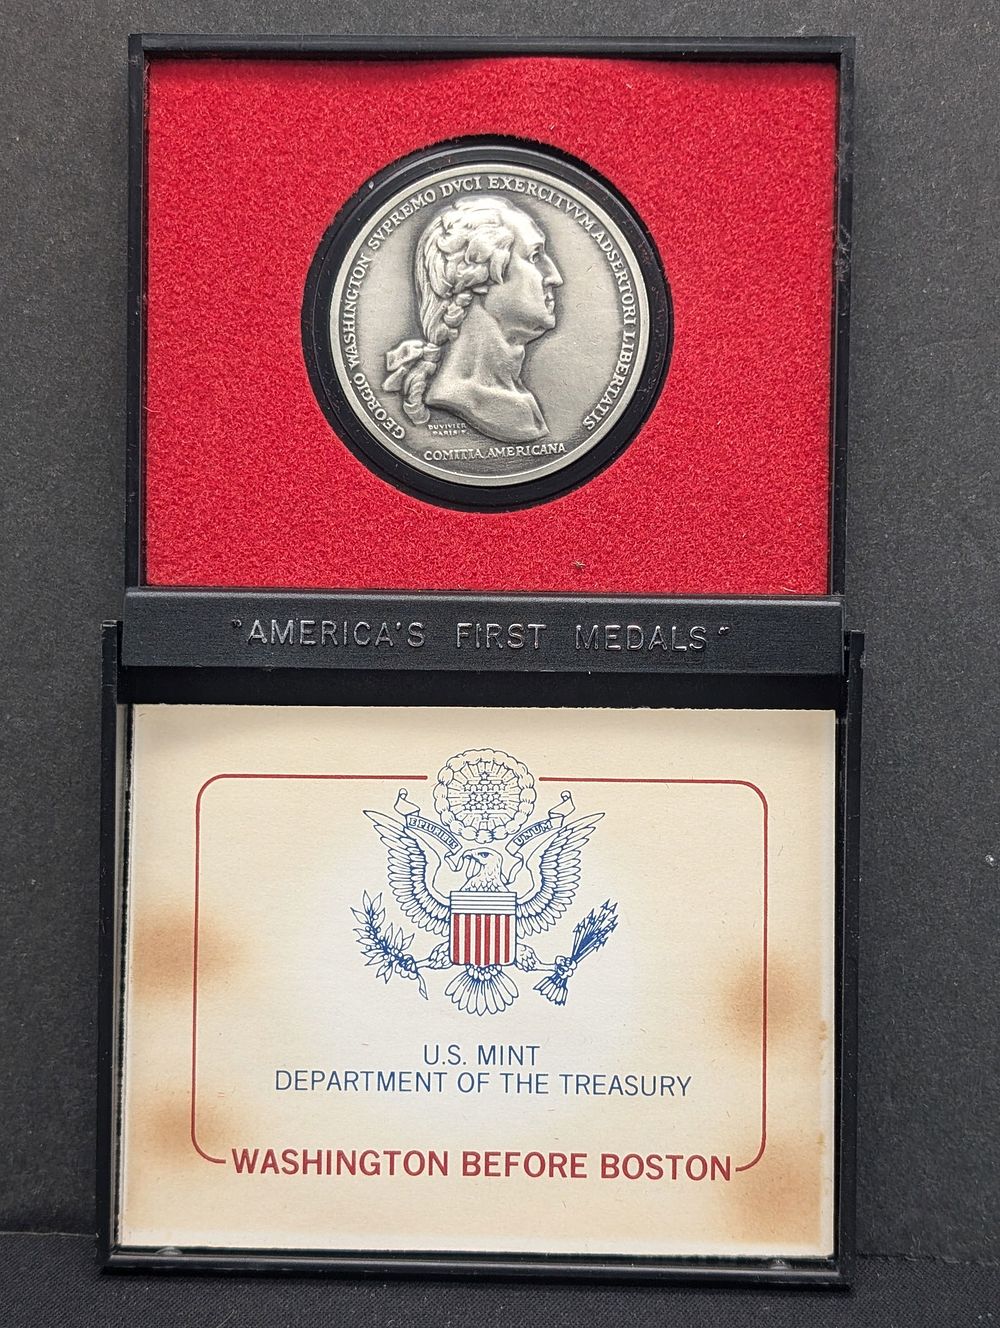 GEORGIO WASHINGTON SVPREMO DVCI EXERCITVVM ADSERTORI LIBERTATIS
DUVIVIER
PARIS F.
COMITIA AMERICANA
"AMERICA'S FIRST MEDALS"
E PLURIBUS UNUM
U.S. MINT
DEPARTMENT OF THE TREASURY
WASHINGTON BEFORE BOSTON